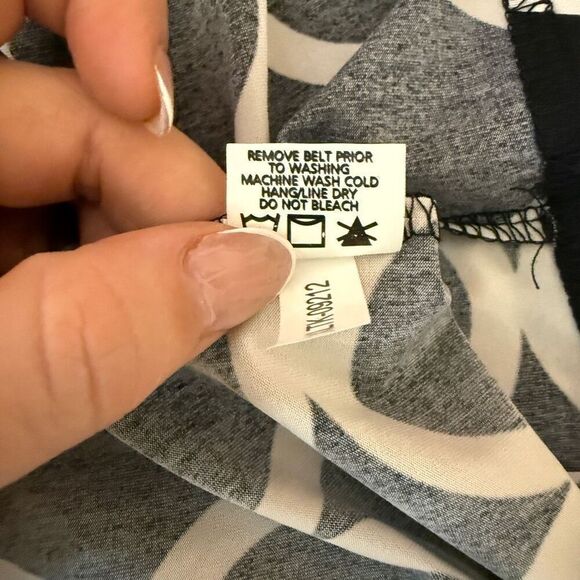 REMOVE BELT PRIOR
TO WASHING
MACHINE WASH COLD
HANG/LINE DRY
DO NOT BLEACH